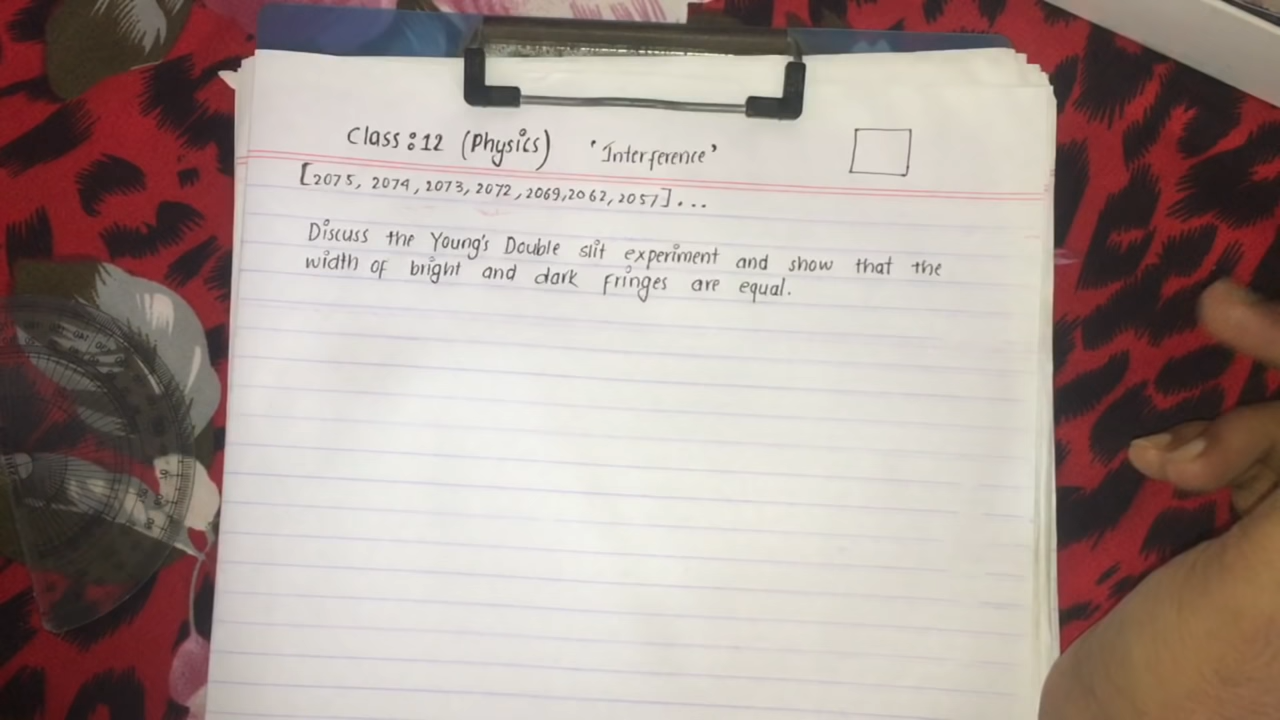 Class: 12 (Physics) 'Interference'
[2075, 2074, 2073, 2072, 2069, 2062, 2057]...
Discuss the Young's Double slit experiment and show that the
width of bright and dark fringes are equal.